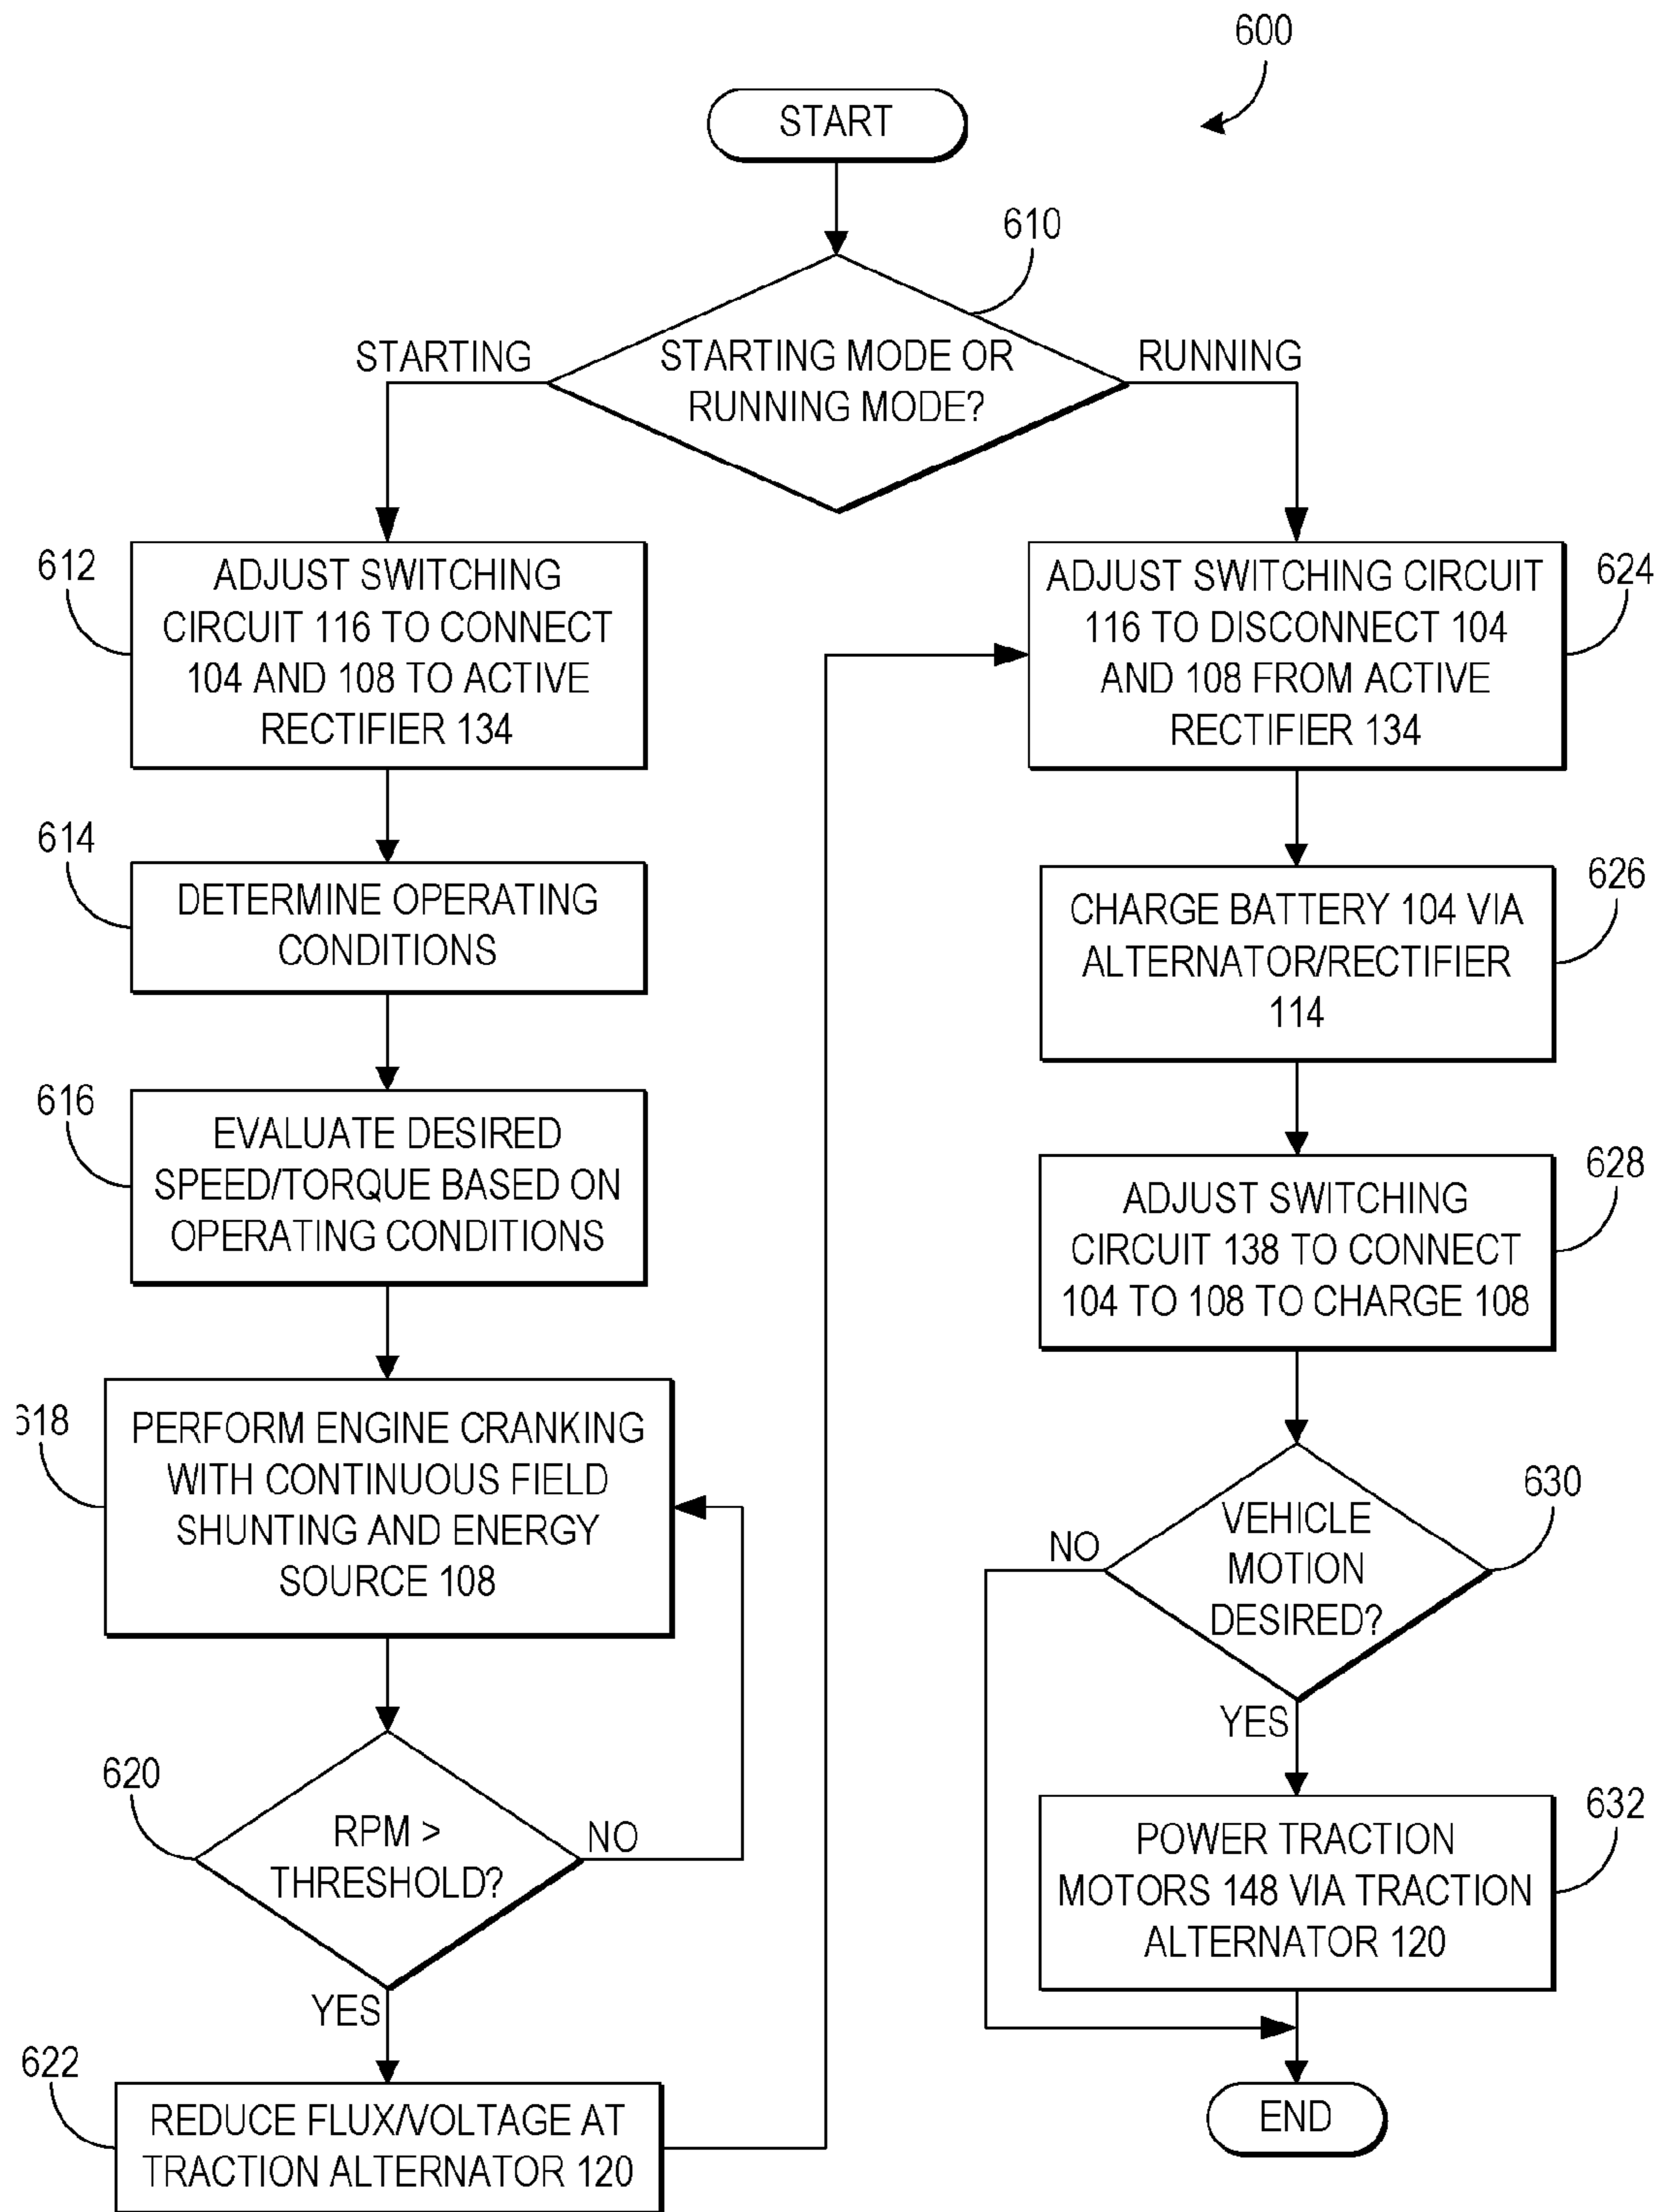 600
START
610
STARTING
STARTING MODE OR
RUNNING MODE?
RUNNING
612
ADJUST SWITCHING
CIRCUIT 116 TO CONNECT
104 AND 108 TO ACTIVE
RECTIFIER 134
614
DETERMINE OPERATING
CONDITIONS
616
EVALUATE DESIRED
SPEED/TORQUE BASED ON
OPERATING CONDITIONS
618
PERFORM ENGINE CRANKING
WITH CONTINUOUS FIELD
SHUNTING AND ENERGY
SOURCE 108
620
RPM >
THRESHOLD?
NO
YES
622
REDUCE FLUX/VOLTAGE AT
TRACTION ALTERNATOR 120
624
ADJUST SWITCHING CIRCUIT
116 TO DISCONNECT 104
AND 108 FROM ACTIVE
RECTIFIER 134
626
CHARGE BATTERY 104 VIA
ALTERNATOR/RECTIFIER
114
628
ADJUST SWITCHING
CIRCUIT 138 TO CONNECT
104 TO 108 TO CHARGE 108
630
VEHICLE
MOTION
DESIRED?
NO
YES
632
POWER TRACTION
MOTORS 148 VIA TRACTION
ALTERNATOR 120
END